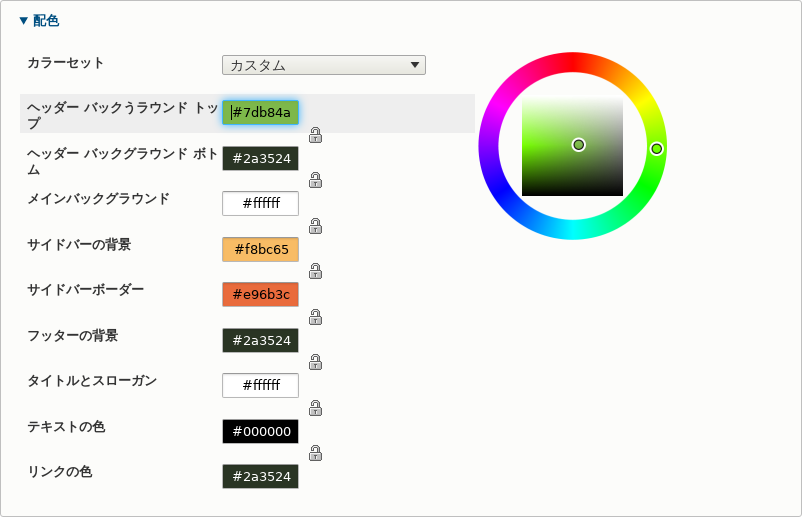 ▼ 配色
カラーセット
カスタム
ヘッダー バックうラウンド トッ
プ
#7db84a
ヘッダー バックグラウンド ボト
ム
#2a3524
メインバックグラウンド
#ffffff
サイドバーの背景
#f8bc65
サイドバーボーダー
#e96b3c
フッターの背景
#2a3524
タイトルとスローガン
#ffffff
テキストの色
#000000
リンクの色
#2a3524